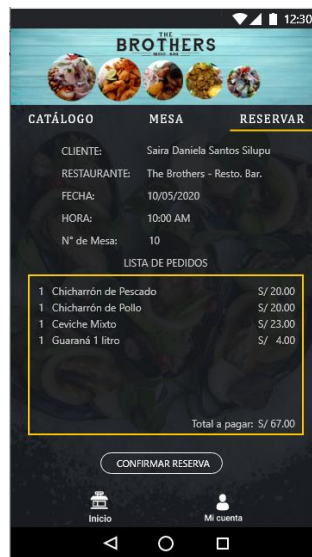 12:30
THE
BROTHERS
RESTO. BAR
CATÁLOGO MESA RESERVAR
CLIENTE: Saira Daniela Santos Silupu
RESTAURANTE: The Brothers - Resto. Bar.
FECHA: 10/05/2020
HORA: 10:00 AM
N° de Mesa: 10
LISTA DE PEDIDOS
1 Chicharrón de Pescado S/ 20.00
1 Chicharrón de Pollo S/ 20.00
1 Ceviche Mixto S/ 23.00
1 Guaraná 1 litro S/ 4.00
Total a pagar: S/ 67.00
CONFIRMAR RESERVA
Inicio Mi cuenta